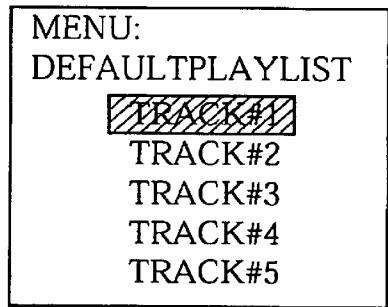 MENU:
DEFAULTPLAYLIST
TRACK#1
TRACK#2
TRACK#3
TRACK#4
TRACK#5